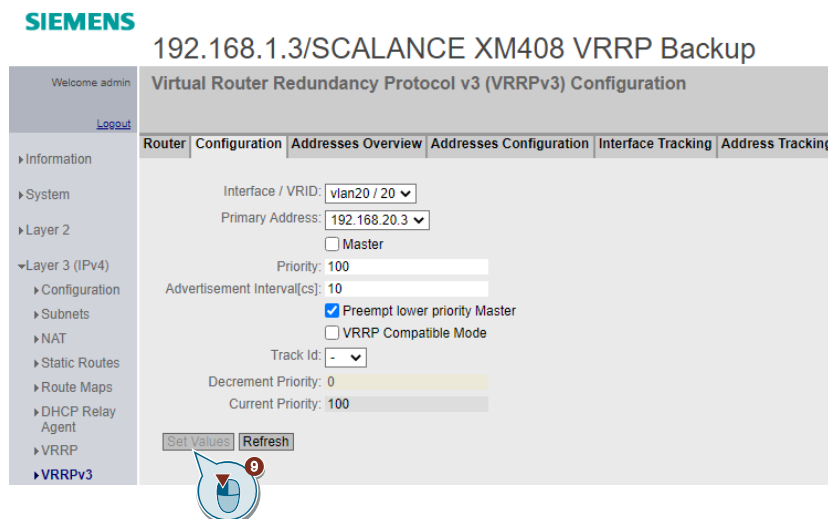 SIEMENS
192.168.1.3/SCALANCE XM408 VRRP Backup
Welcome admin
Logout
Virtual Router Redundancy Protocol v3 (VRRPv3) Configuration
Router Configuration Addresses Overview Addresses Configuration Interface Tracking Address Tracking
Information
System
Layer 2
Layer 3 (IPv4)
Configuration
Subnets
NAT
Static Routes
Route Maps
DHCP Relay
Agent
VRRP
VRRPv3
Interface / VRID: vlan20 / 20
Primary Address: 192.168.20.3
Master
Priority: 100
Advertisement Interval[cs]: 10
Preempt lower priority Master
VRRP Compatible Mode
Track Id: -
Decrement Priority: 0
Current Priority: 100
Set Values Refresh
9